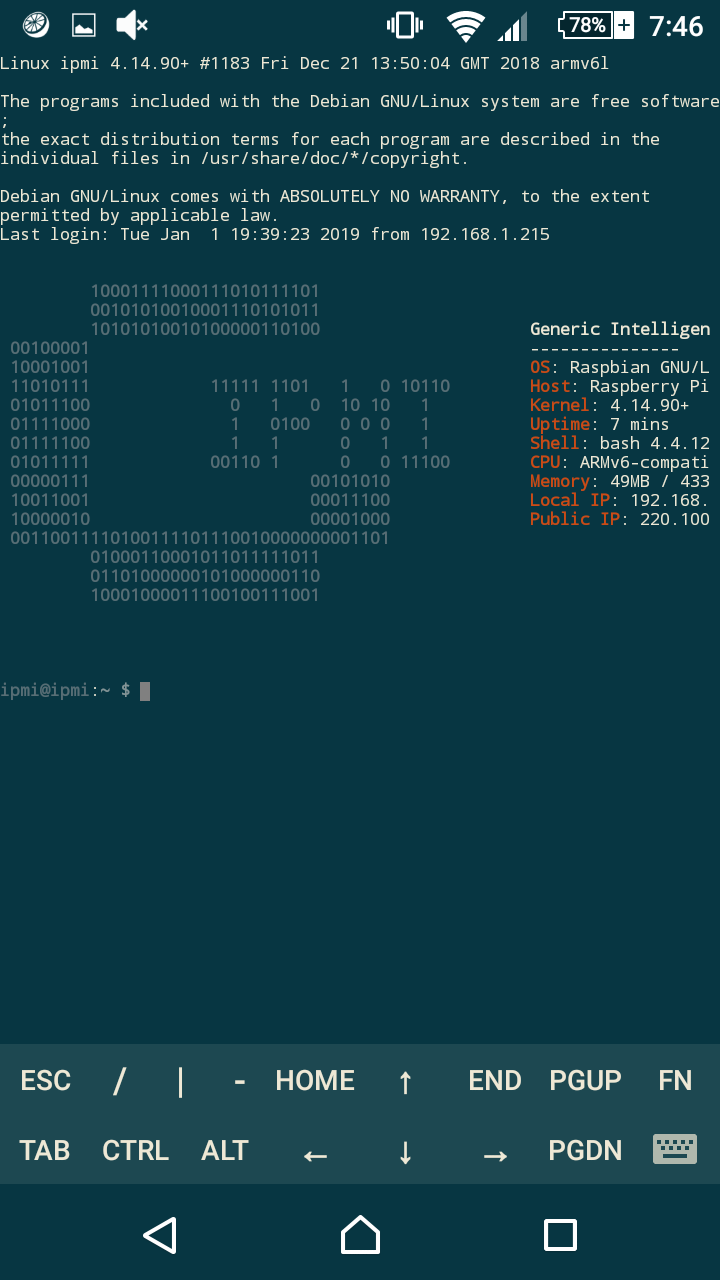 78% 7:46
Linux ipmi 4.14.90+ #1183 Fri Dec 21 13:50:04 GMT 2018 armv6l
The programs included with the Debian GNU/Linux system are free software
;
the exact distribution terms for each program are described in the
individual files in /usr/share/doc/*/copyright.
Debian GNU/Linux comes with ABSOLUTELY NO WARRANTY, to the extent
permitted by applicable law.
Last login: Tue Jan  1 19:39:23 2019 from 192.168.1.215
10001111000111010111101
00101010010001110101011
10101010010100000110100 Generic Intelligen
00100001 ---------------
10001001 OS: Raspbian GNU/L
11010111 11111 1101 1 0 10110 Host: Raspberry Pi
01011100 0 1 0 10 10 1 Kernel: 4.14.90+
01111000 1 0100 0 0 0 1 Uptime: 7 mins
01111100 1 1 0 1 1 Shell: bash 4.4.12
01011111 00110 1 0 0 11100 CPU: ARMv6-compati
00000111 00101010 Memory: 49MB / 433
10011001 00011100 Local IP: 192.168.
10000010 00001000 Public IP: 220.100
00110011110100111101110010000000001101
01000110001011011111011
01101000000101000000110
10001000011100100111001
ipmi@ipmi:~ $
ESC / | - HOME ↑ END PGUP FN
TAB CTRL ALT ← ↓ → PGDN